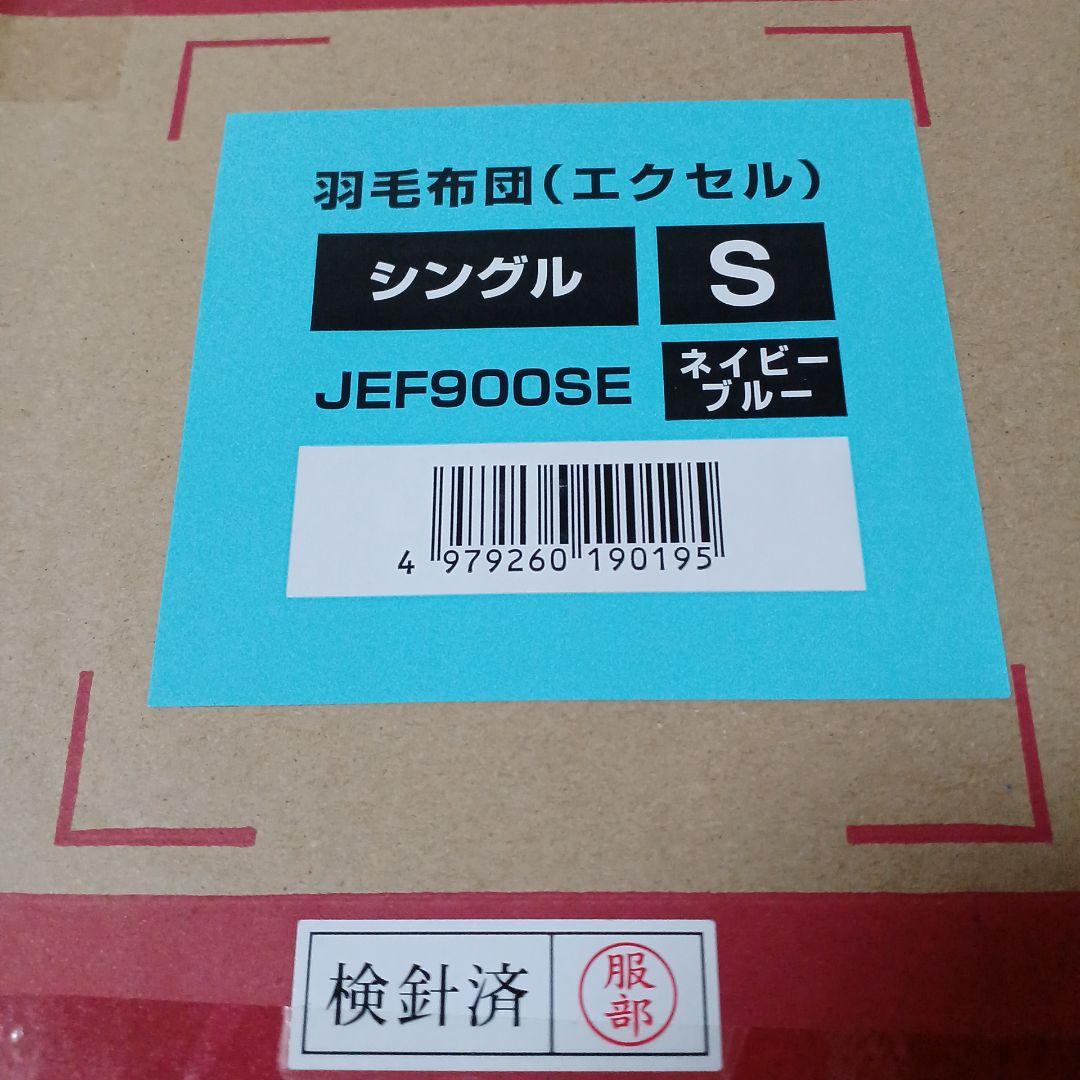 羽毛布団(エクセル)
シングル S
JEF900SE ネイビー
ブルー
4 979260 190195
検針済 服部